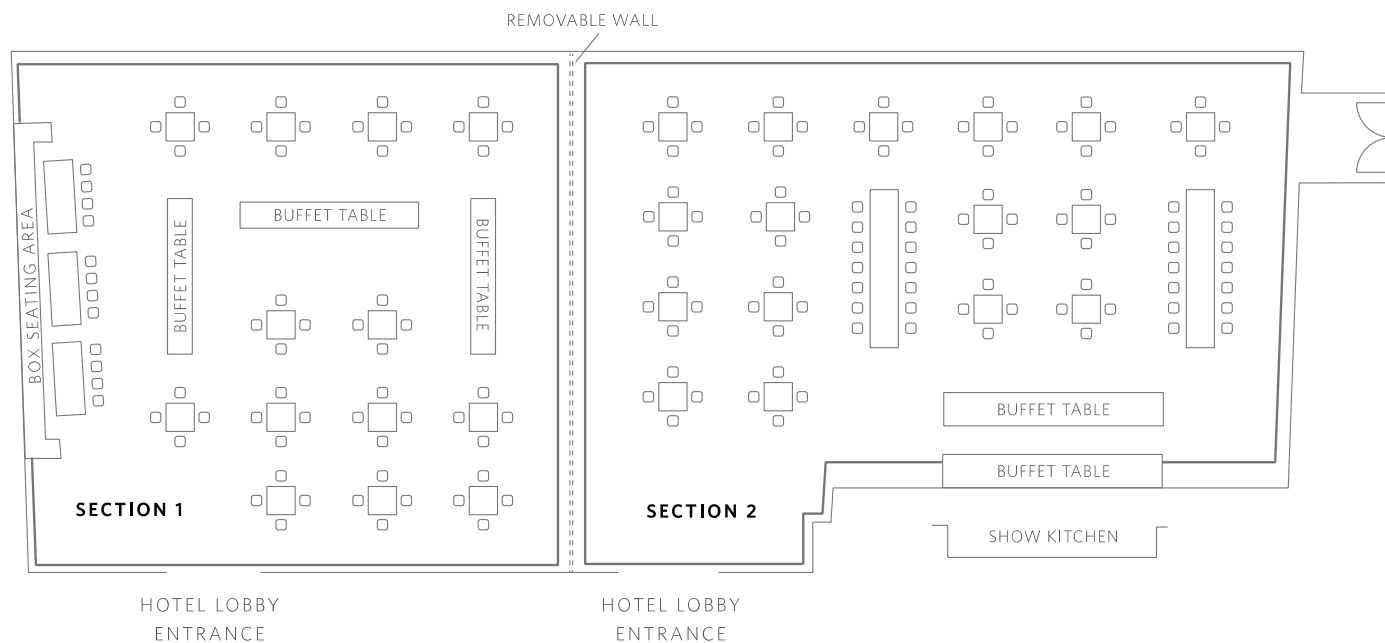 REMOVABLE WALL
BOX SEATING AREA
BUFFET TABLE
BUFFET TABLE
BUFFET TABLE
SECTION 1
BUFFET TABLE
BUFFET TABLE
SECTION 2
SHOW KITCHEN
HOTEL LOBBY
ENTRANCE
HOTEL LOBBY
ENTRANCE